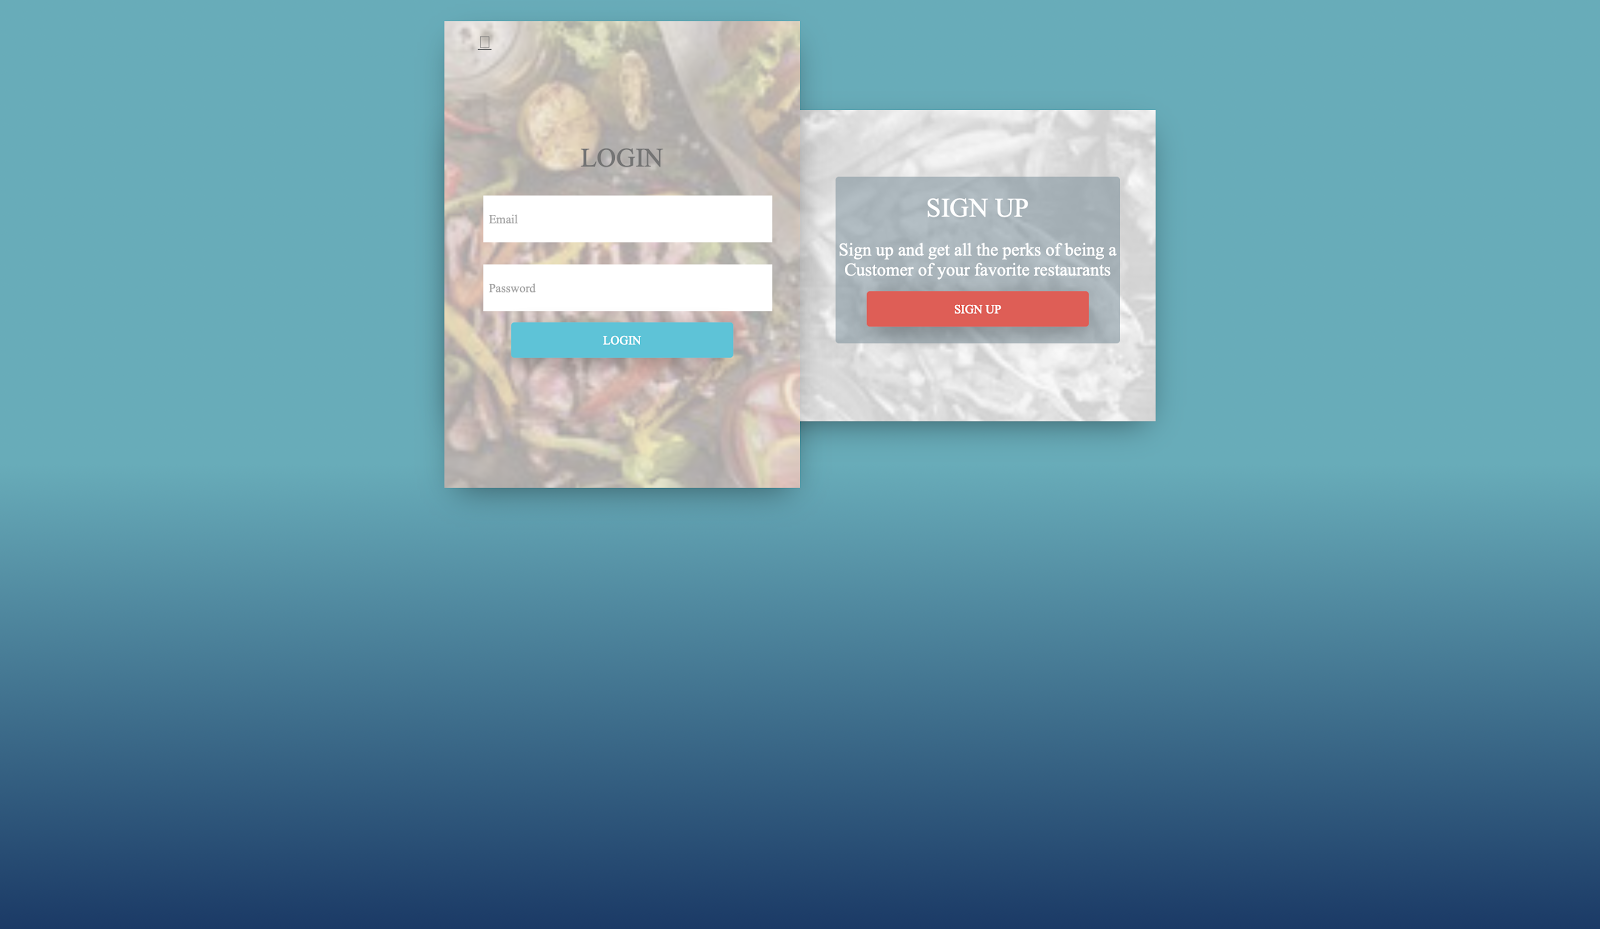 LOGIN
Email
Password
LOGIN
SIGN UP
Sign up and get all the perks of being a
Customer of your favorite restaurants
SIGN UP